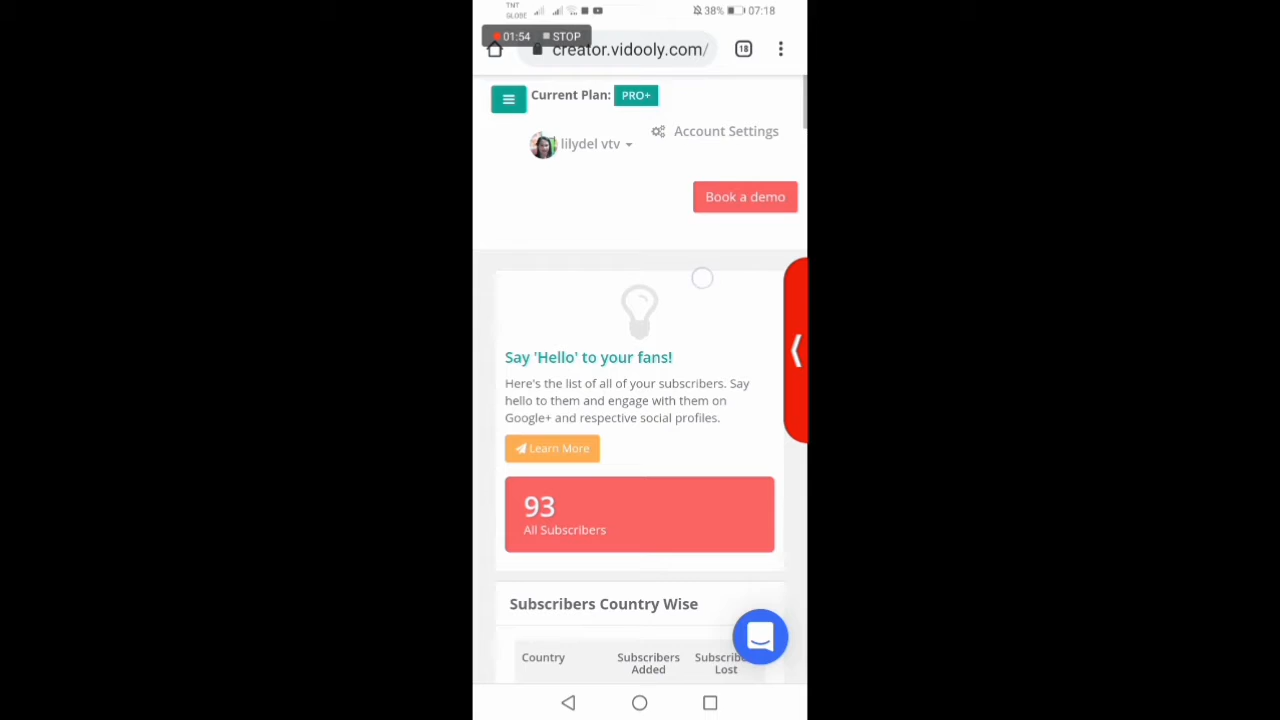 TNT
GLOBE
38%
07:18
01:54 STOP
creator.vidooly.com/
18
Current Plan: PRO+
Account Settings
lilydel vtv
Book a demo
Say 'Hello' to your fans!
Here's the list of all of your subscribers. Say
hello to them and engage with them on
Google+ and respective social profiles.
Learn More
93
All Subscribers
Subscribers Country Wise
Country
Subscribers
Added
Lost